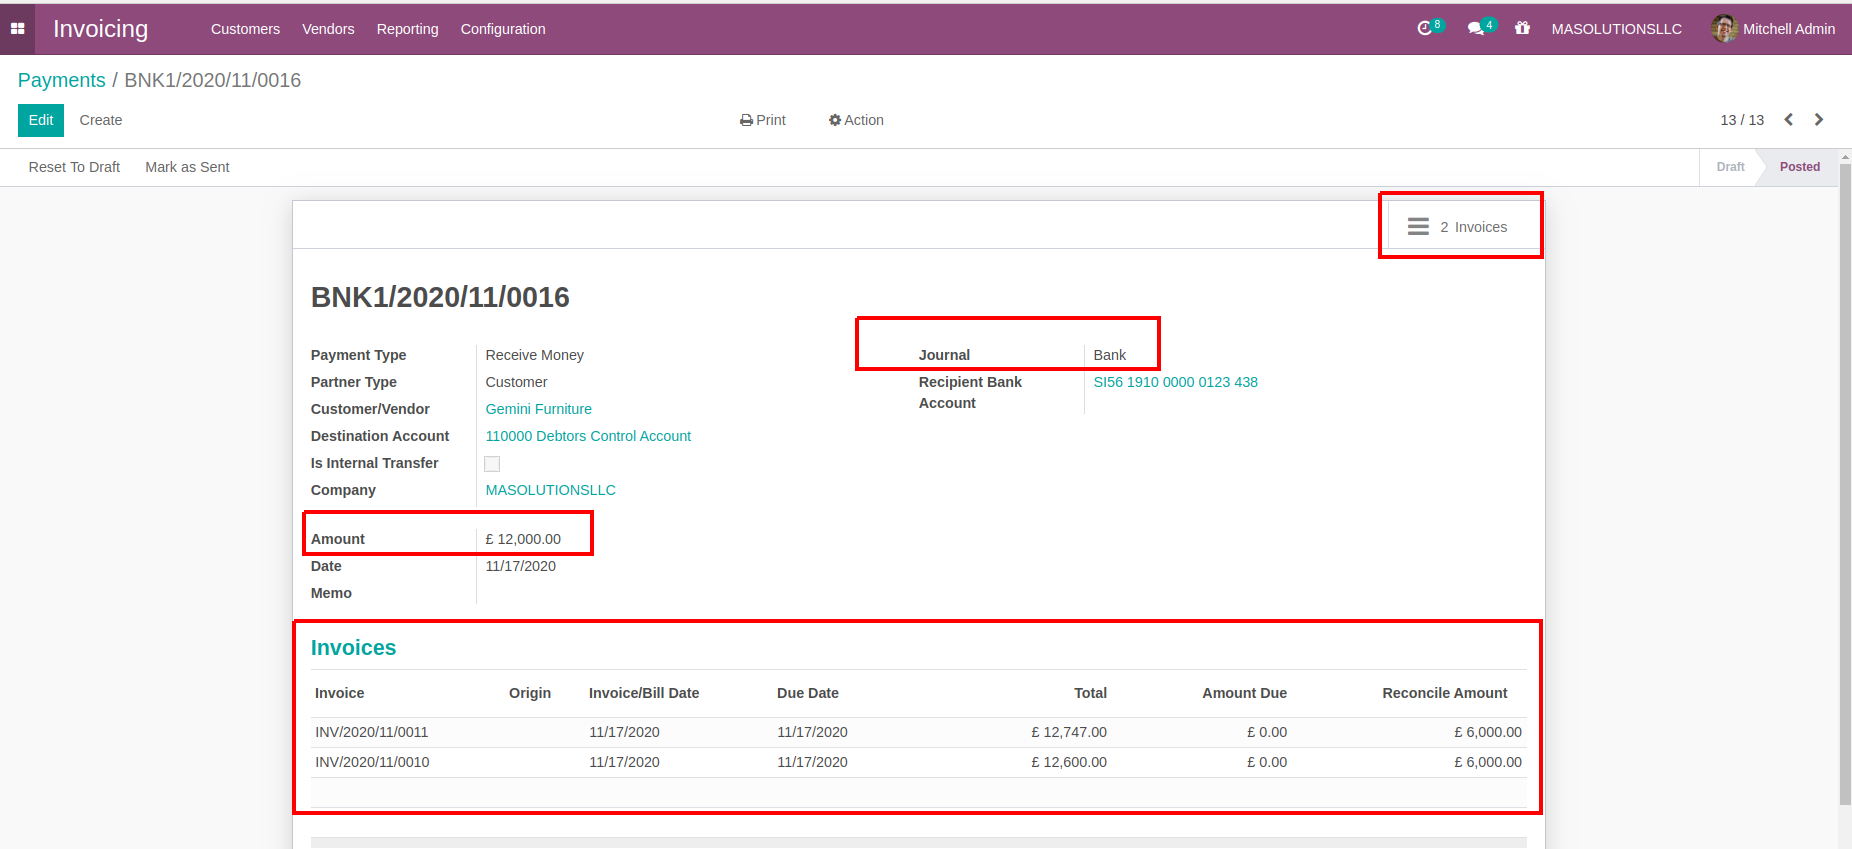 Invoicing Customers Vendors Reporting Configuration 8 4 MASOLUTIONSLLC Mitchell Admin
Payments / BNK1/2020/11/0016
Edit Create Print Action 13 / 13
Reset To Draft Mark as Sent Draft Posted
2 Invoices
BNK1/2020/11/0016
Payment Type Receive Money Journal Bank
Partner Type Customer Recipient Bank Account SI56 1910 0000 0123 438
Customer/Vendor Gemini Furniture
Destination Account 110000 Debtors Control Account
Is Internal Transfer
Company MASOLUTIONSLLC
Amount £ 12,000.00
Date 11/17/2020
Memo
Invoices
Invoice Origin Invoice/Bill Date Due Date Total Amount Due Reconcile Amount
INV/2020/11/0011 11/17/2020 11/17/2020 £ 12,747.00 £ 0.00 £ 6,000.00
INV/2020/11/0010 11/17/2020 11/17/2020 £ 12,600.00 £ 0.00 £ 6,000.00